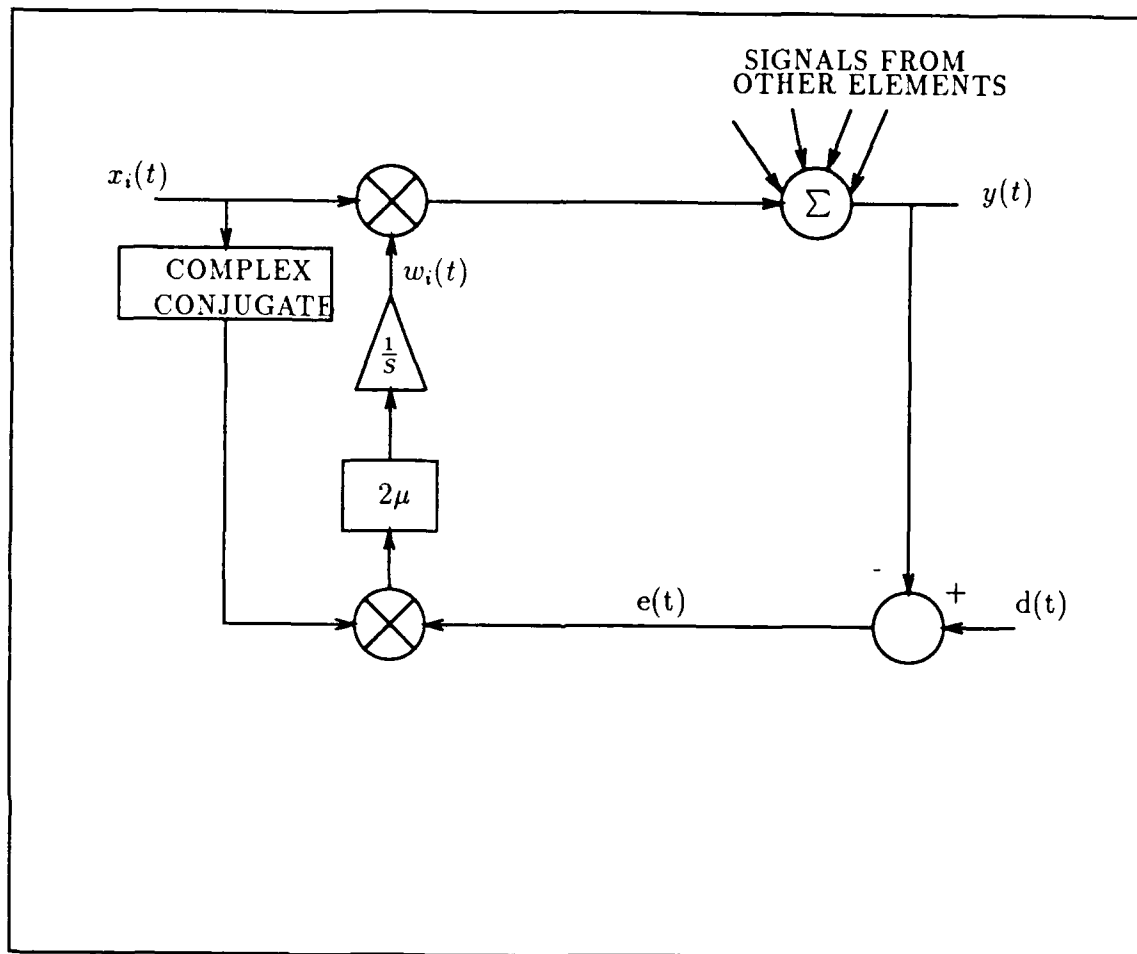 SIGNALS FROM
OTHER ELEMENTS
x_i(t)
Σ
y(t)
COMPLEX
CONJUGATE
w_i(t)
1/S
2μ
-
+
e(t)
d(t)